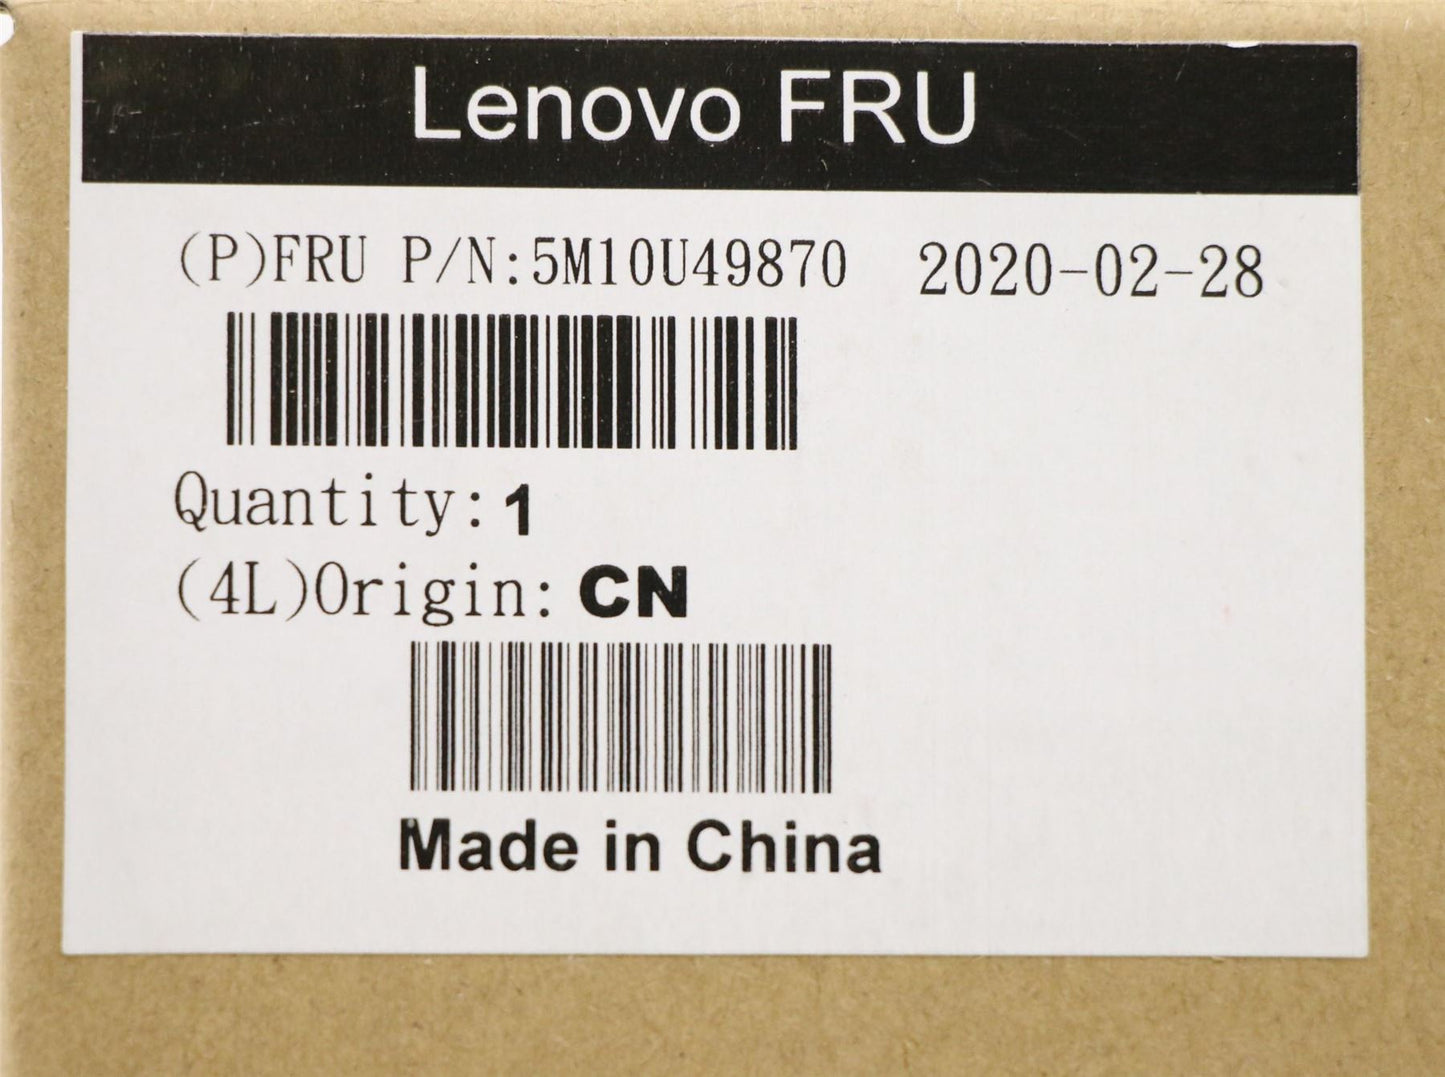 Lenovo FRU
(P)FRU P/N:5M10U49870 2020-02-28
Quantity:1
(4L)Origin: CN
Made in China